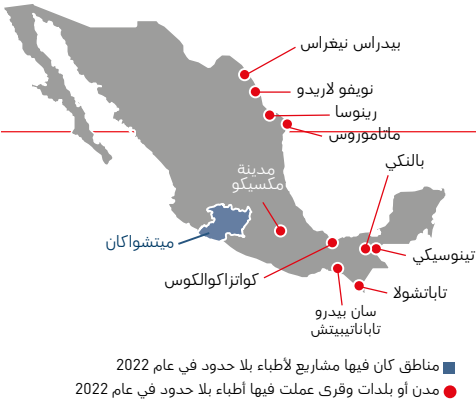 بيدراس نيغراس
نويفو لاريدو
رينوسا
ماتاموروس
بالنكي
مدينة
مكسيكو
ميتشواكان
تينوسيكي
كواتزاكوالكوس
تاباتشولا
سان بيدرو
تاباناتيبيتش
مناطق كان فيها مشاريع لأطباء بلا حدود في عام 2022
مدن أو بلدات وقرى عملت فيها أطباء بلا حدود في عام 2022